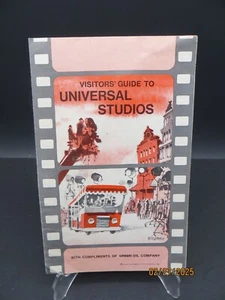 VISITORS' GUIDE TO
UNIVERSAL
STUDIOS
WITH COMPLIMENTS OF UNION OIL COMPANY
02/13/2025